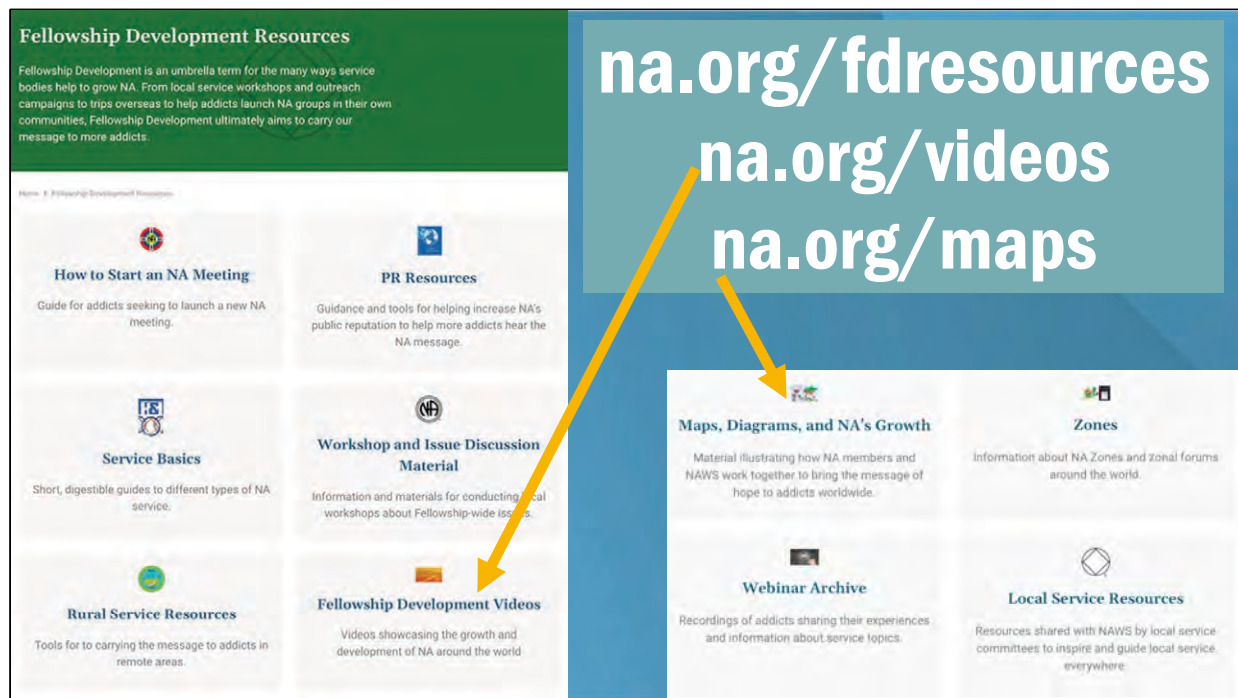 Fellowship Development Resources
Fellowship Development is an umbrella term for the many ways service
bodies help to grow NA. From local service workshops and outreach
campaigns to trips overseas to help addicts launch NA groups in their own
communities, Fellowship Development ultimately aims to carry our
message to more addicts.
Home
Fellowship Development Resources
How to Start an NA Meeting
Guide for addicts seeking to launch a new NA
meeting.
PR Resources
Guidance and tools for helping increase NA's
public reputation to help more addicts hear the
NA message.
Service Basics
Short, digestible guides to different types of NA
service.
NA
Workshop and Issue Discussion
Material
Information and materials for conducting local
workshops about Fellowship-wide issues.
Rural Service Resources
Tools for to carrying the message to addicts in
remote areas.
Fellowship Development Videos
Videos showcasing the growth and
development of NA around the world
na.org/fdresources
na.org/videos
na.org/maps
Maps, Diagrams, and NA's Growth
Material illustrating how NA members and
NAWS work together to bring the message of
hope to addicts worldwide.
Zones
Information about NA Zones and zonal forums
around the world.
Webinar Archive
Recordings of addicts sharing their experiences
and information about service topics.
Local Service Resources
Resources shared with NAWS by local service
committees to inspire and guide local service
everywhere